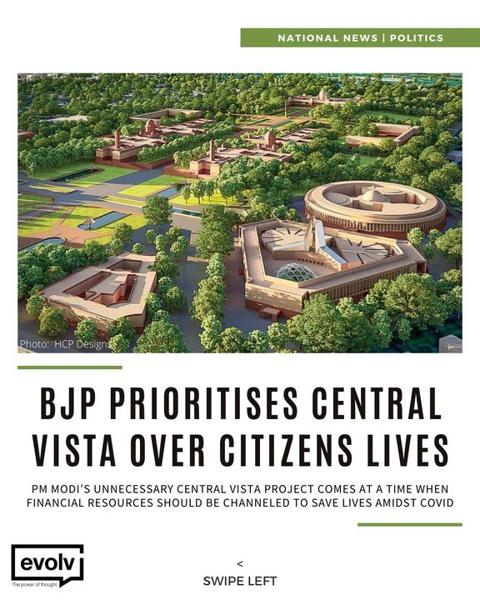 NATIONAL NEWS | POLITICS
Photo: HCP Designs
BJP PRIORITISES CENTRAL
VISTA OVER CITIZENS LIVES
PM MODI'S UNNECESSARY CENTRAL VISTA PROJECT COMES AT A TIME WHEN
FINANCIAL RESOURCES SHOULD BE CHANNELED TO SAVE LIVES AMIDST COVID
evolv
The power of thought
<
SWIPE LEFT